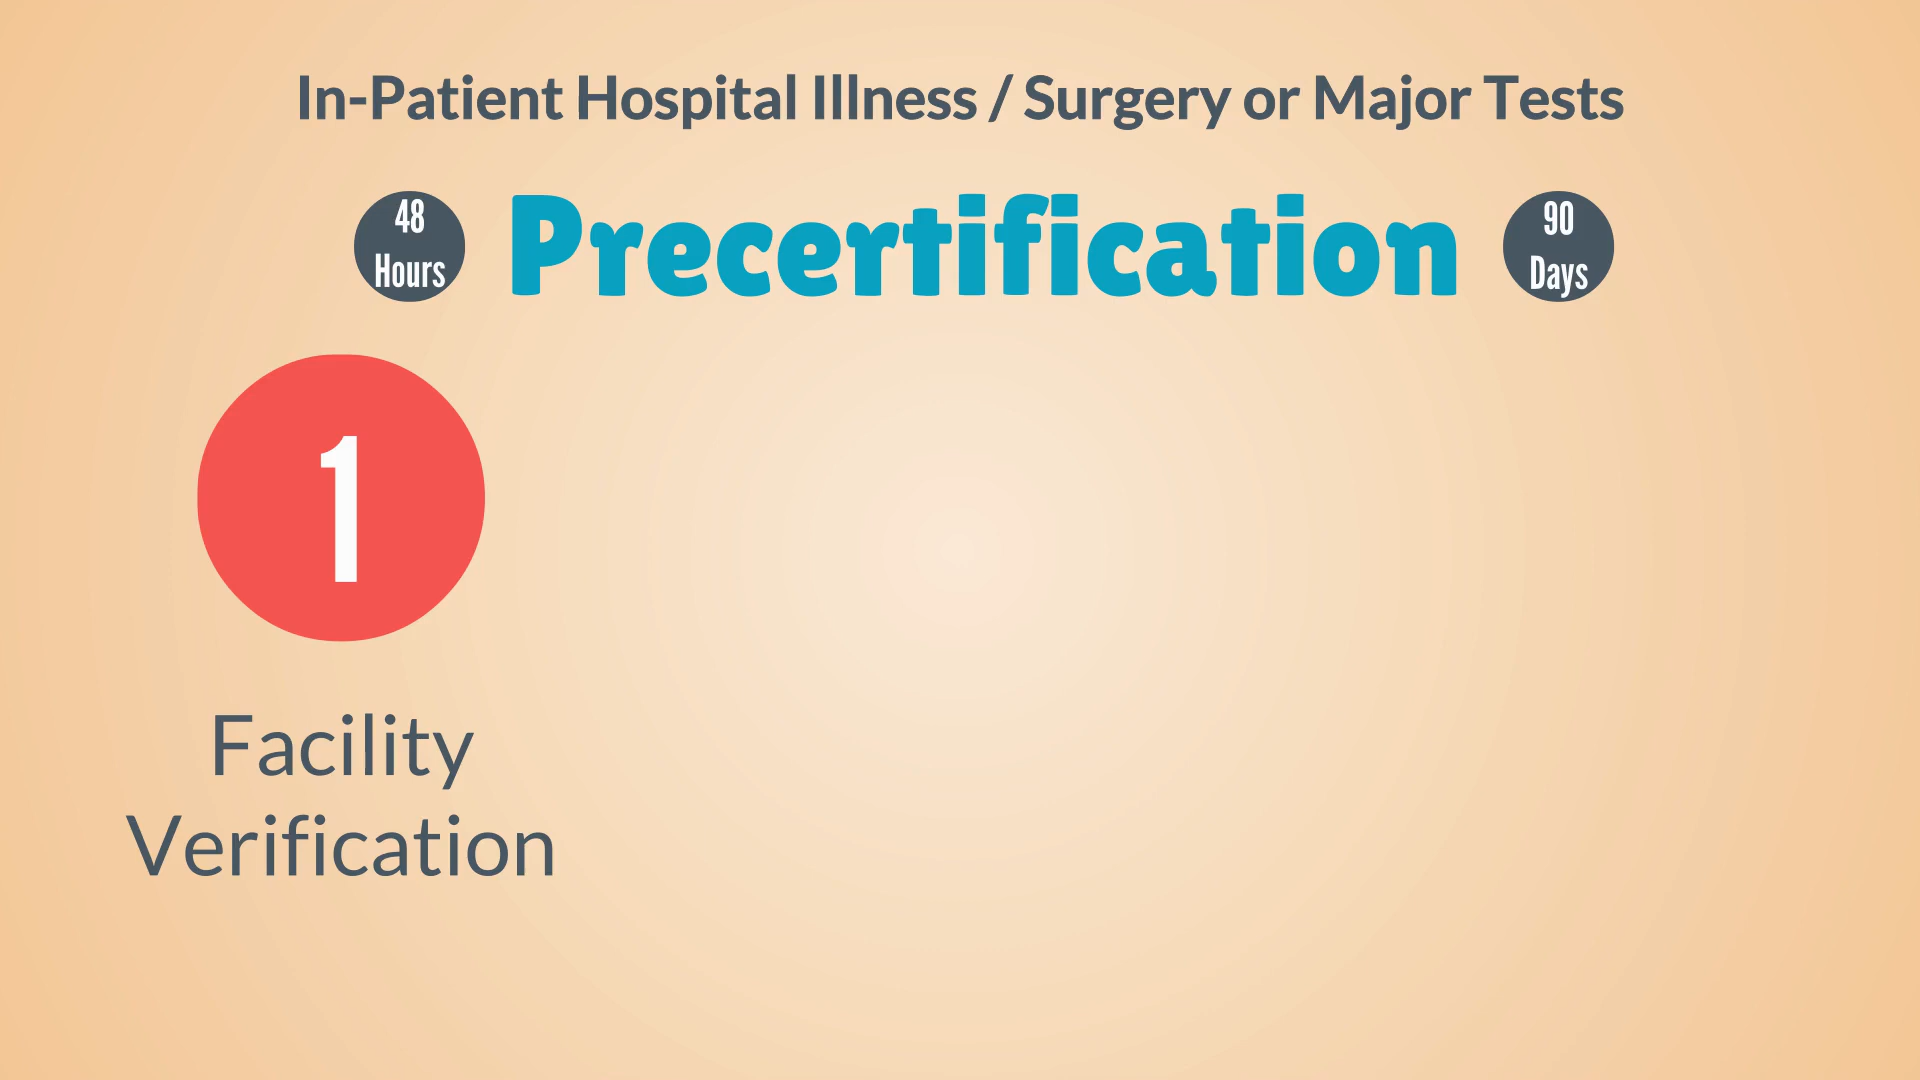 In-Patient Hospital Illness / Surgery or Major Tests
48
Hours
Precertification
90
Days
1
Facility
Verification